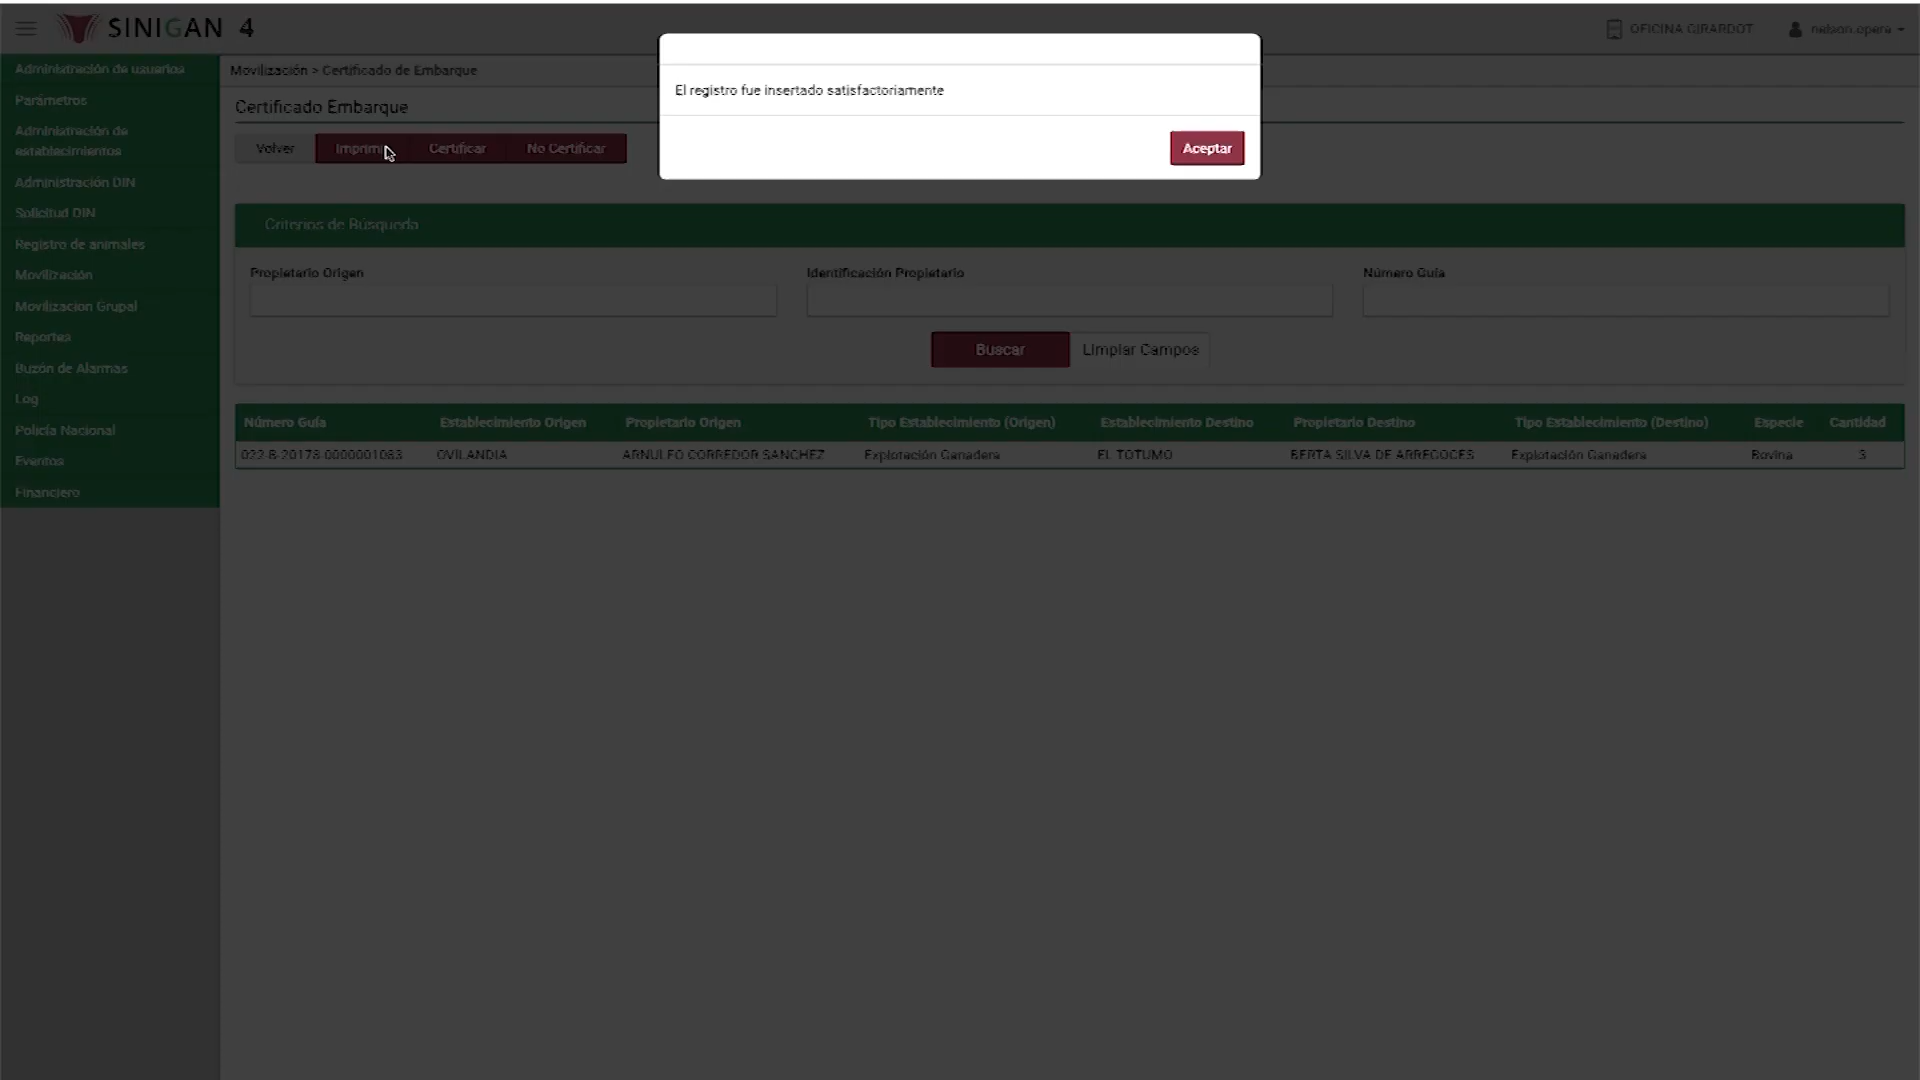 SINIGAN 4
OFICINA GIRARDOT
nelson.opera
Administración de usuarios
Parámetros
Administración de
establecimientos
Administración DIN
Solicitud DIN
Registro de animales
Movilización
Movilizacion Grupal
Reportes
Buzón de Alarmas
Log
Policía Nacional
Eventos
Financiero
Movilización > Certificado de Embarque
Certificado Embarque
El registro fue insertado satisfactoriamente
Aceptar
Volver Imprimir Certificar No Certificar
Criterios de Búsqueda
Propietario Origen Identificación Propietario Número Guía
Buscar Limpiar Campos
Número Guía Establecimiento Origen Propietario Origen Tipo Establecimiento (Origen) Establecimiento Destino Propietario Destino Tipo Establecimiento (Destino) Especie Cantidad
OVILANDIA ARNULFO CORREDOR SANCHEZ Explotación Ganadera EL TOTUMO BERTA SILVA DE ARREGOCES Explotación Ganadera Bovina 3